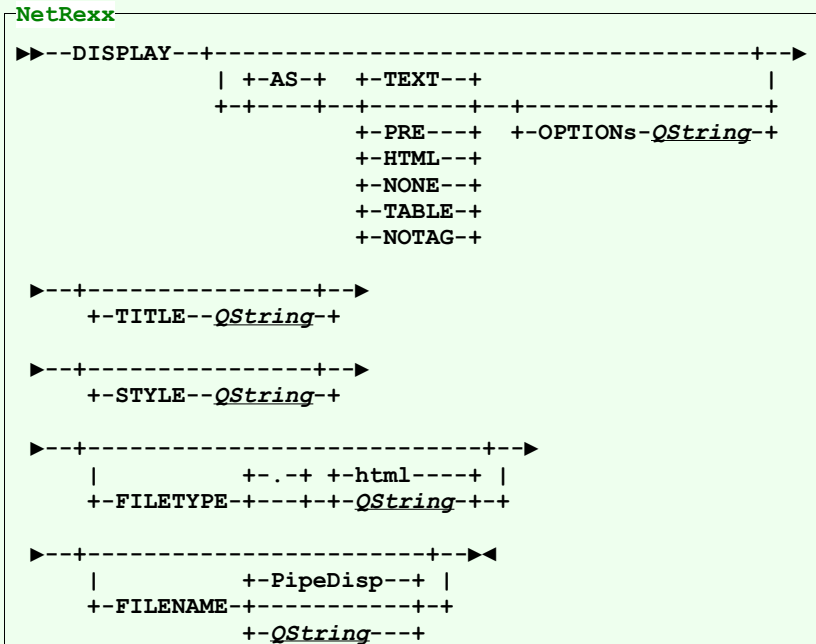 NetRexx
►►--DISPLAY--+--------------------------------------+--►
             | +-AS-+  +-TEXT--+                    |
             +-+----+--+-------+--+-----------------+
                       +-PRE---+  +-OPTIONs-QString-+
                       +-HTML--+
                       +-NONE--+
                       +-TABLE-+
                       +-NOTAG-+
►--+----------------+--►
    +-TITLE--QString-+
►--+----------------+--►
    +-STYLE--QString-+
►--+----------------------------+--►
    |          +-.-+ +-html----+ |
    +-FILETYPE-+---+-+-QString-+-+
►--+------------------------+--►◄
    |          +-PipeDisp--+ |
    +-FILENAME-+-----------+-+
               +-QString---+